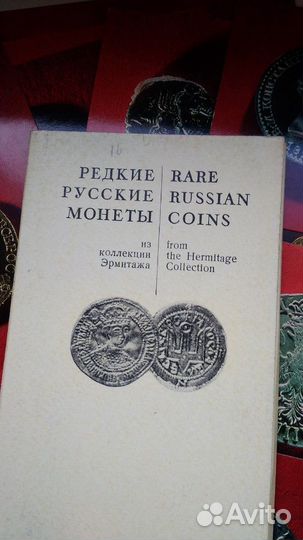 16
РЕДКИЕ
РУССКИЕ
МОНЕТЫ
из
коллекции
Эрмитажа
RARE
RUSSIAN
COINS
from
the Hermitage
Collection
Avito